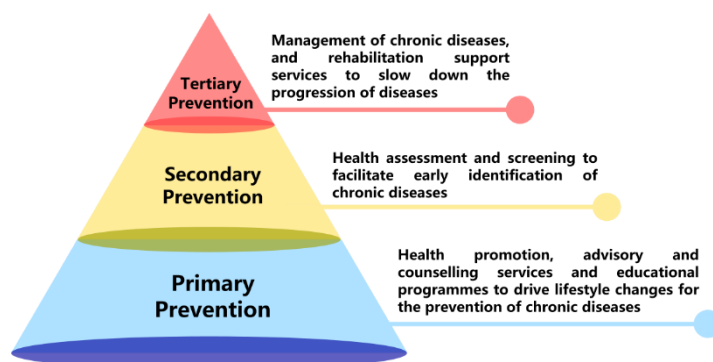 Tertiary
Prevention
Management of chronic diseases,
and rehabilitation support
services to slow down the
progression of diseases
Secondary
Prevention
Health assessment and screening to
facilitate early identification of
chronic diseases
Primary
Prevention
Health promotion, advisory and
counselling services and educational
programmes to drive lifestyle changes for
the prevention of chronic diseases